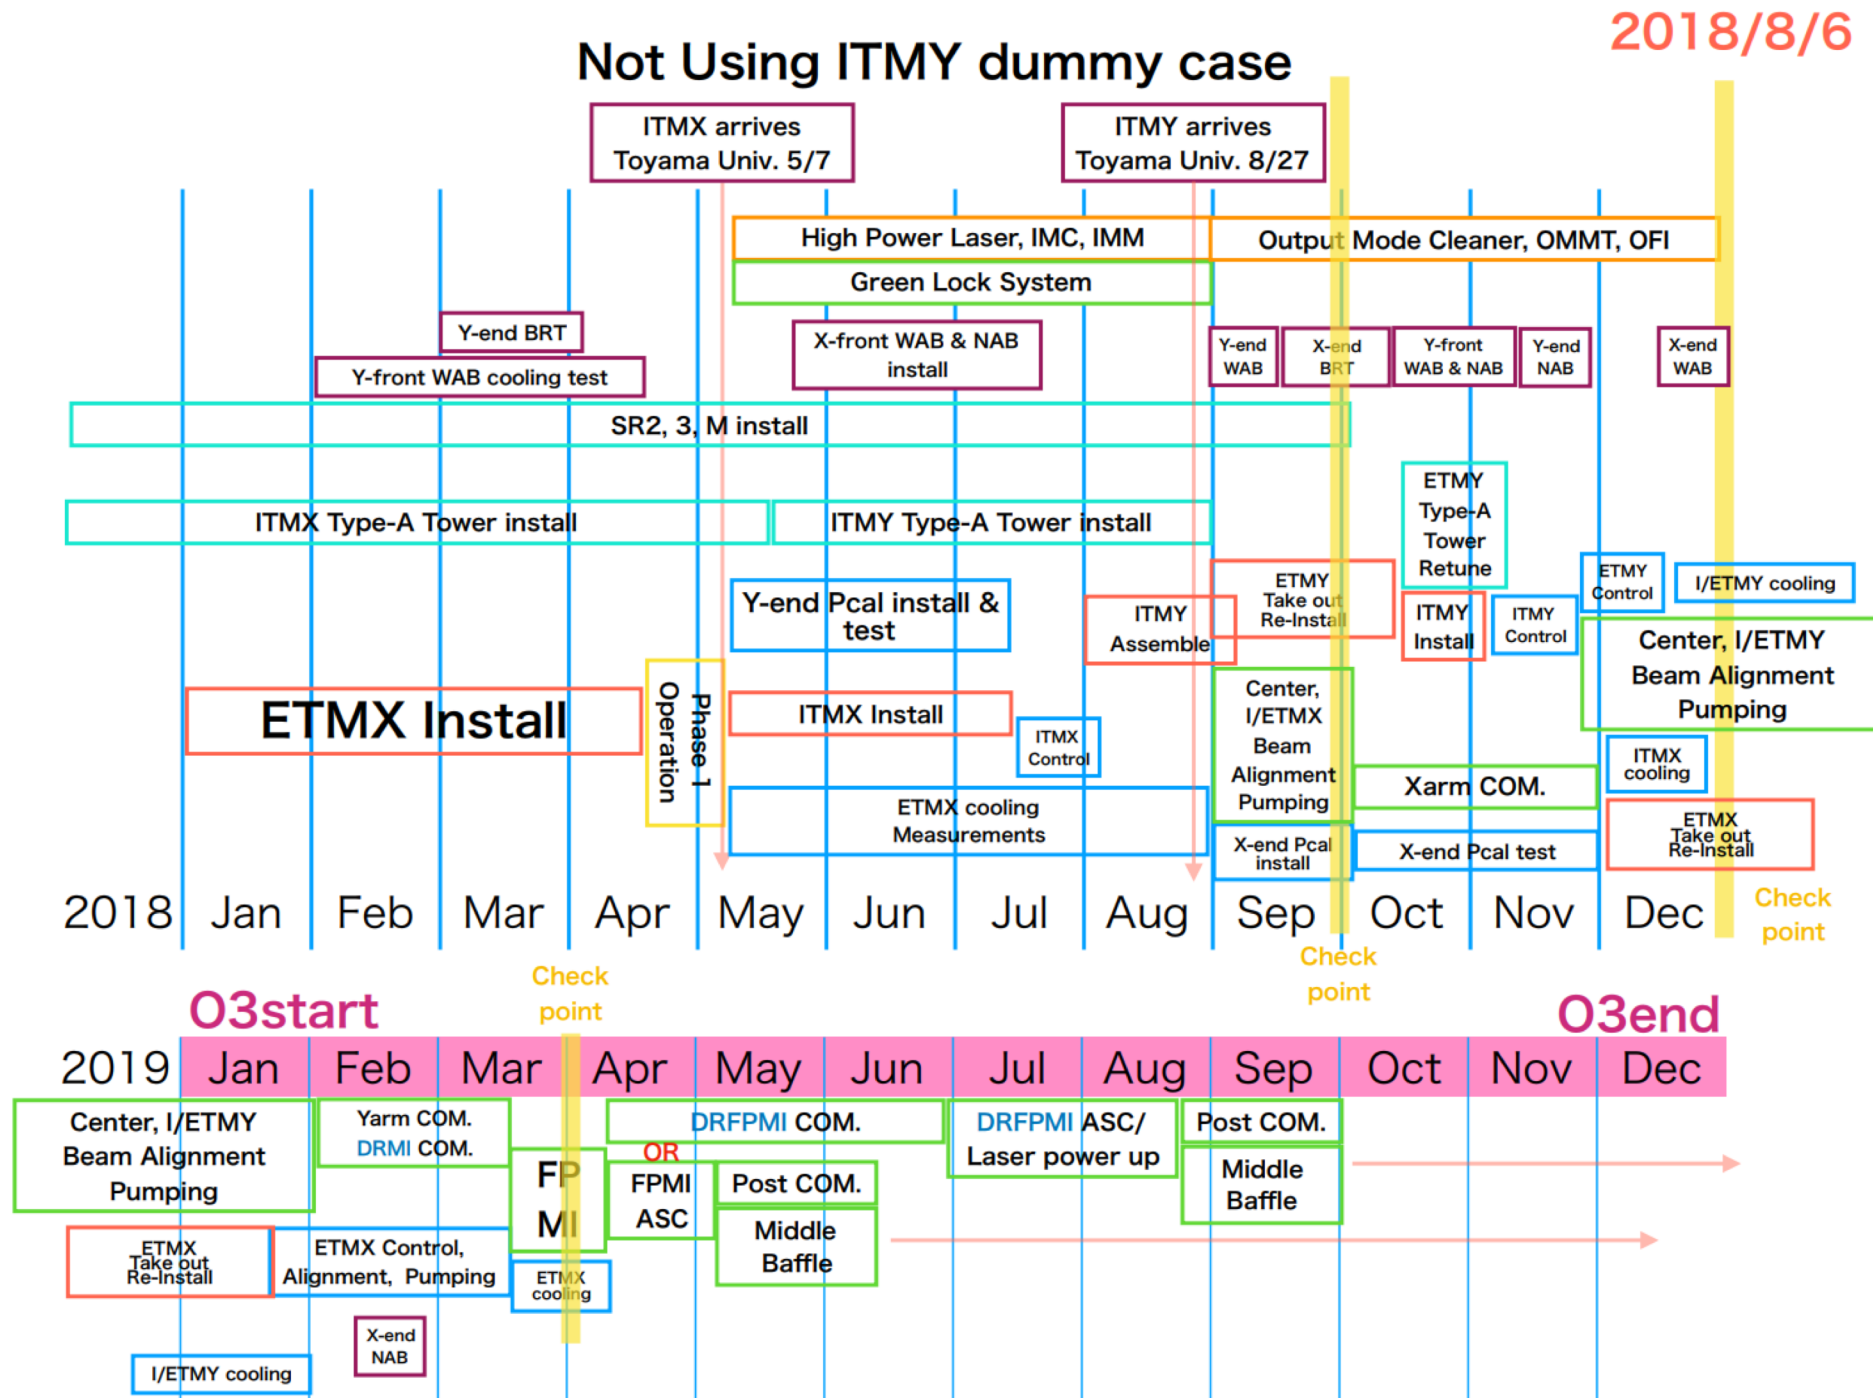 2018/8/6
Not Using ITMY dummy case
ITMX arrives
Toyama Univ. 5/7
ITMY arrives
Toyama Univ. 8/27
High Power Laser, IMC, IMM
Output Mode Cleaner, OMMT, OFI
Green Lock System
Y-end BRT
Y-front WAB cooling test
X-front WAB & NAB
install
Y-end
WAB
X-end
BRT
Y-front
WAB & NAB
Y-end
NAB
X-end
WAB
SR2, 3, M install
ITMX Type-A Tower install
ITMY Type-A Tower install
ETMY
Type-A
Tower
Retune
Y-end Pcal install &
test
ITMY
Assemble
ETMY
Take out
Re-Install
ITMY
Install
ITMY
Control
ETMY
Control
I/ETMY cooling
Center, I/ETMY
Beam Alignment
Pumping
ETMX Install
Phase 1
Operation
ITMX Install
ITMX
Control
Center,
I/ETMX
Beam
Alignment
Pumping
Xarm COM.
ITMX
cooling
ETMX cooling
Measurements
X-end Pcal
install
X-end Pcal test
ETMX
Take out
Re-Install
2018 Jan Feb Mar Apr May Jun Jul Aug Sep Oct Nov Dec
Check
point
Check
point
Check
point
O3start
O3end
2019 Jan Feb Mar Apr May Jun Jul Aug Sep Oct Nov Dec
Center, I/ETMY
Beam Alignment
Pumping
Yarm COM.
DRMI COM.
FP
MI
DRFPMI COM.
OR
FPMI
ASC
Post COM.
Middle
Baffle
DRFPMI ASC/
Laser power up
Post COM.
Middle
Baffle
ETMX
Take out
Re-Install
ETMX Control,
Alignment, Pumping
ETMX
cooling
X-end
NAB
I/ETMY cooling